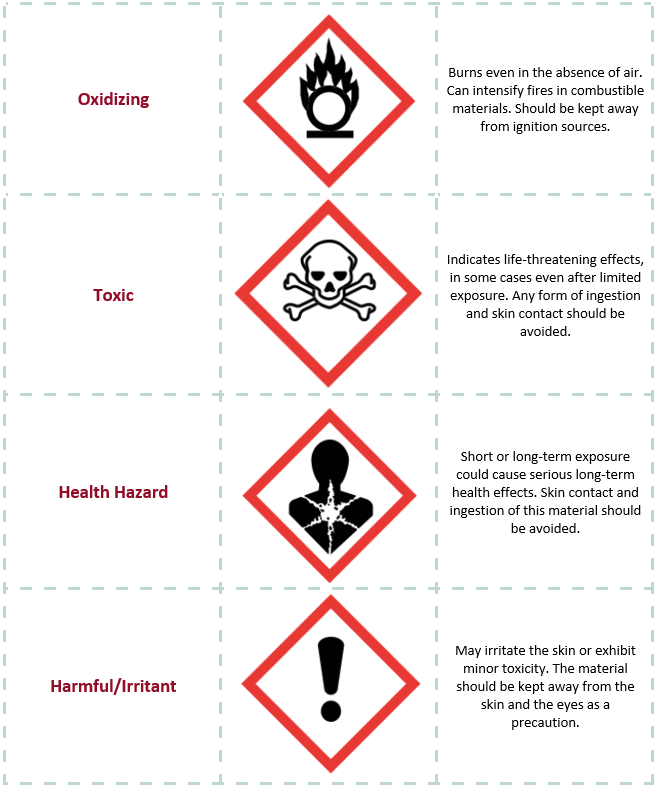 Oxidizing
Burns even in the absence of air.
Can intensify fires in combustible
materials. Should be kept away
from ignition sources.
Toxic
Indicates life-threatening effects,
in some cases even after limited
exposure. Any form of ingestion
and skin contact should be
avoided.
Health Hazard
Short or long-term exposure
could cause serious long-term
health effects. Skin contact and
ingestion of this material should
be avoided.
Harmful/Irritant
May irritate the skin or exhibit
minor toxicity. The material
should be kept away from the
skin and the eyes as a
precaution.